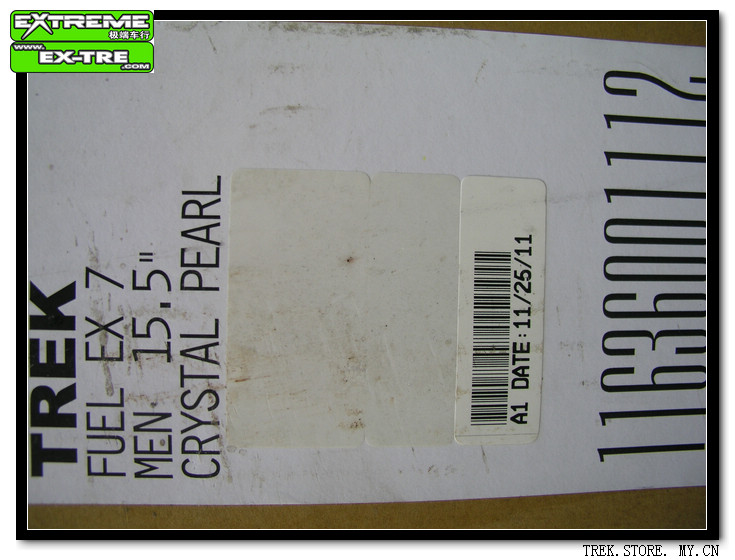 EXTREME
极端车行
www.
EX-TRE
.COM
TREK
FUEL EX 7
MEN 15.5"
CRYSTAL PEARL
A1 DATE:11/25/11
11636001112
TREK.STORE. MY.CN